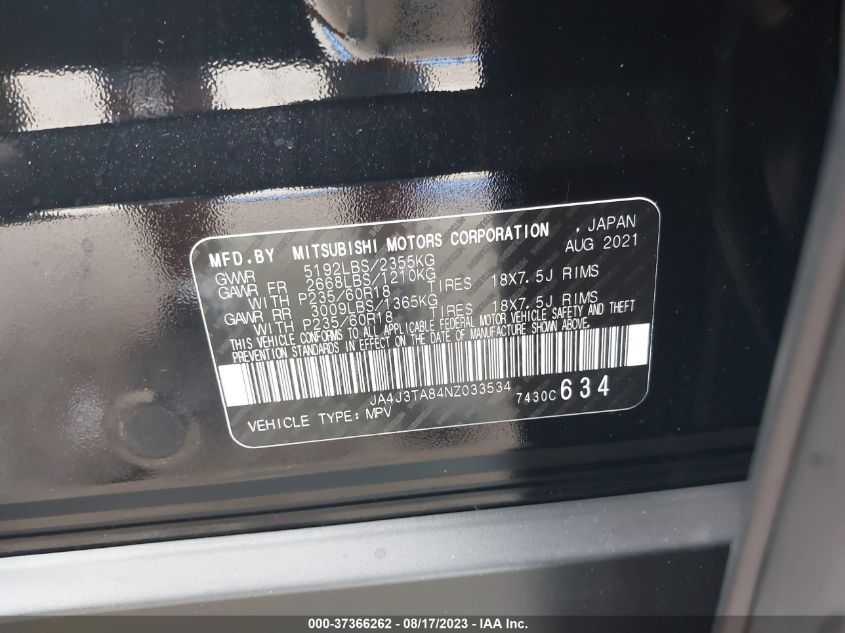 MFD.BY MITSUBISHI MOTORS CORPORATION , JAPAN
AUG 2021
GVWR 5192LBS/2355KG
GAWR FR 2668LBS/1210KG
WITH P235/60R18 TIRES 18X7.5J RIMS
GAWR RR 3009LBS/1365KG
WITH P235/60R18 TIRES 18X7.5J RIMS
THIS VEHICLE CONFORMS TO ALL APPLICABLE FEDERAL MOTOR VEHICLE SAFETY AND THEFT
PREVENTION STANDARDS IN EFFECT ON THE DATE OF MANUFACTURE SHOWN ABOVE.
JA4J3TA84NZ033534
7430C 634
VEHICLE TYPE: MPV
000-37366262 - 08/17/2023 - Copyright © 2023 IAA, Inc.